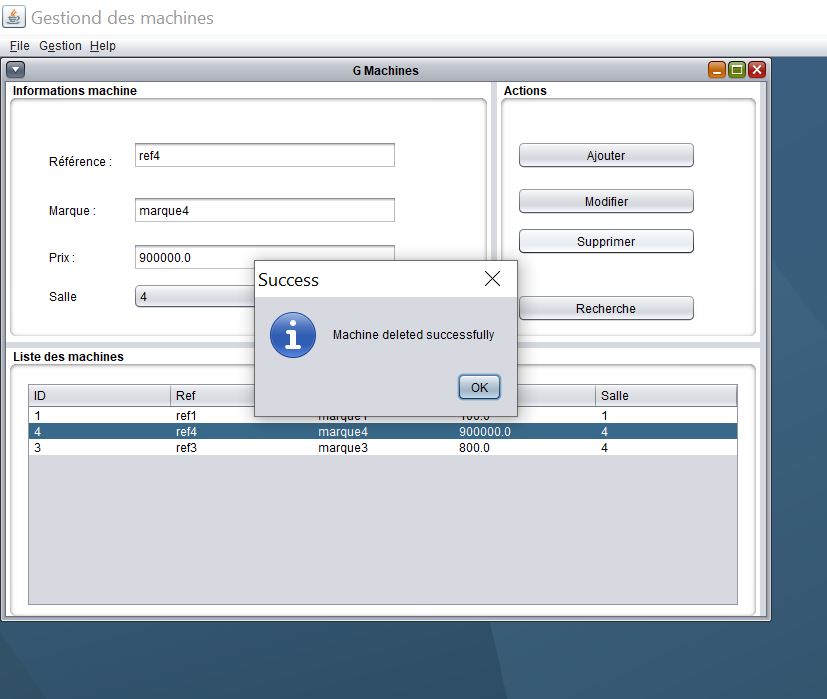 Gestiond des machines
File Gestion Help
G Machines
Informations machine
Référence : ref4
Marque : marque4
Prix : 900000.0
Salle 4
Actions
Ajouter
Modifier
Supprimer
Recherche
Success
Machine deleted successfully
OK
Liste des machines
ID Ref Salle
1 ref1 marque1 100.0 1
4 ref4 marque4 900000.0 4
3 ref3 marque3 800.0 4